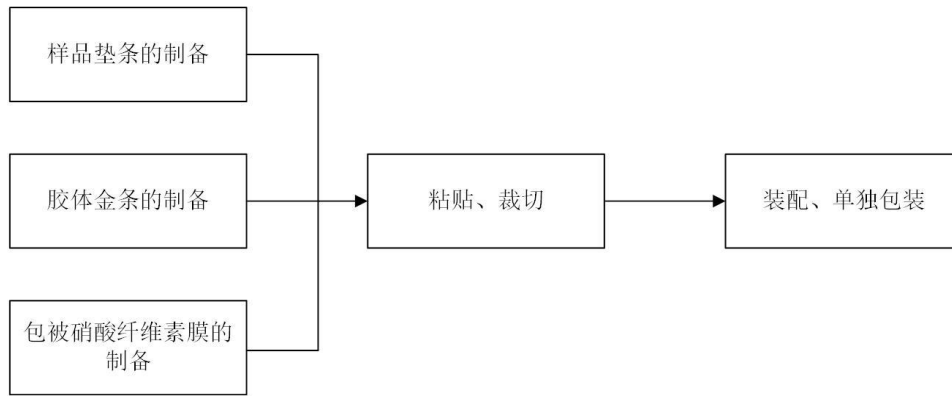 样品垫条的制备
胶体金条的制备
包被硝酸纤维素膜的
制备
粘贴、裁切
装配、单独包装